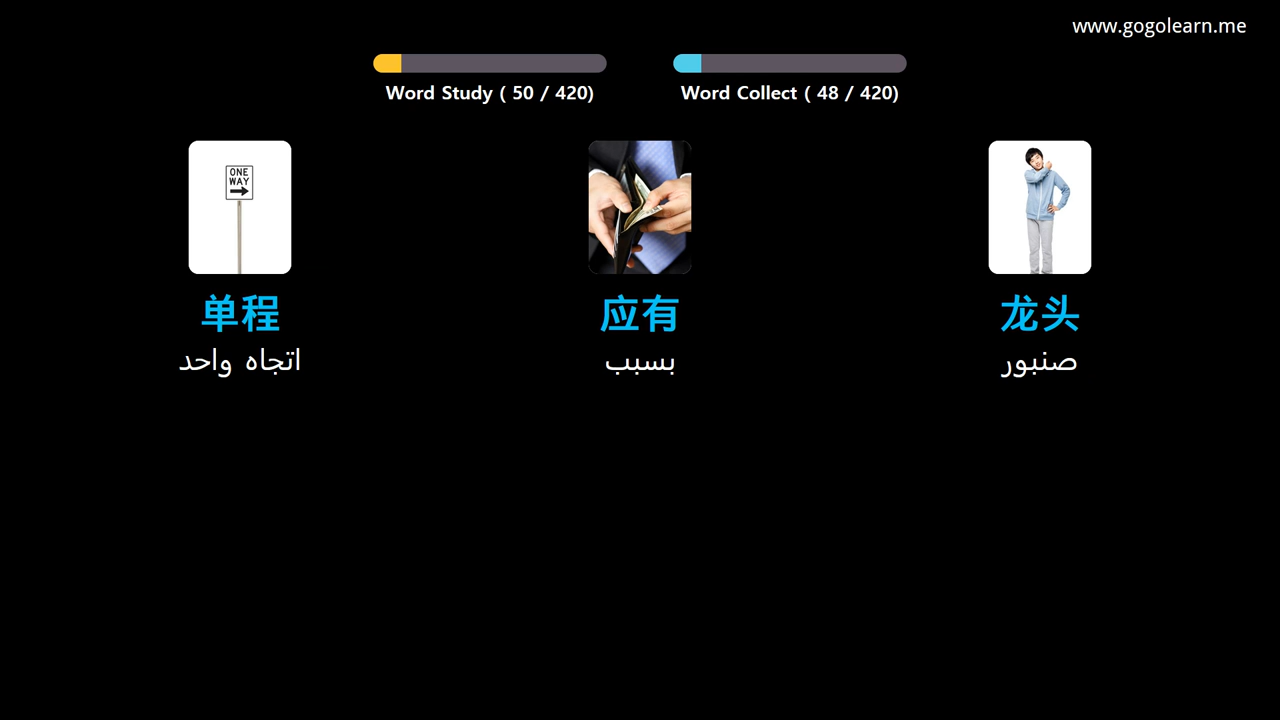 www.gogolearn.me
Word Study ( 50 / 420)
Word Collect ( 48 / 420)
ONE
WAY
单程
应有
龙头
اتجاه واحد
بسبب
صنبور